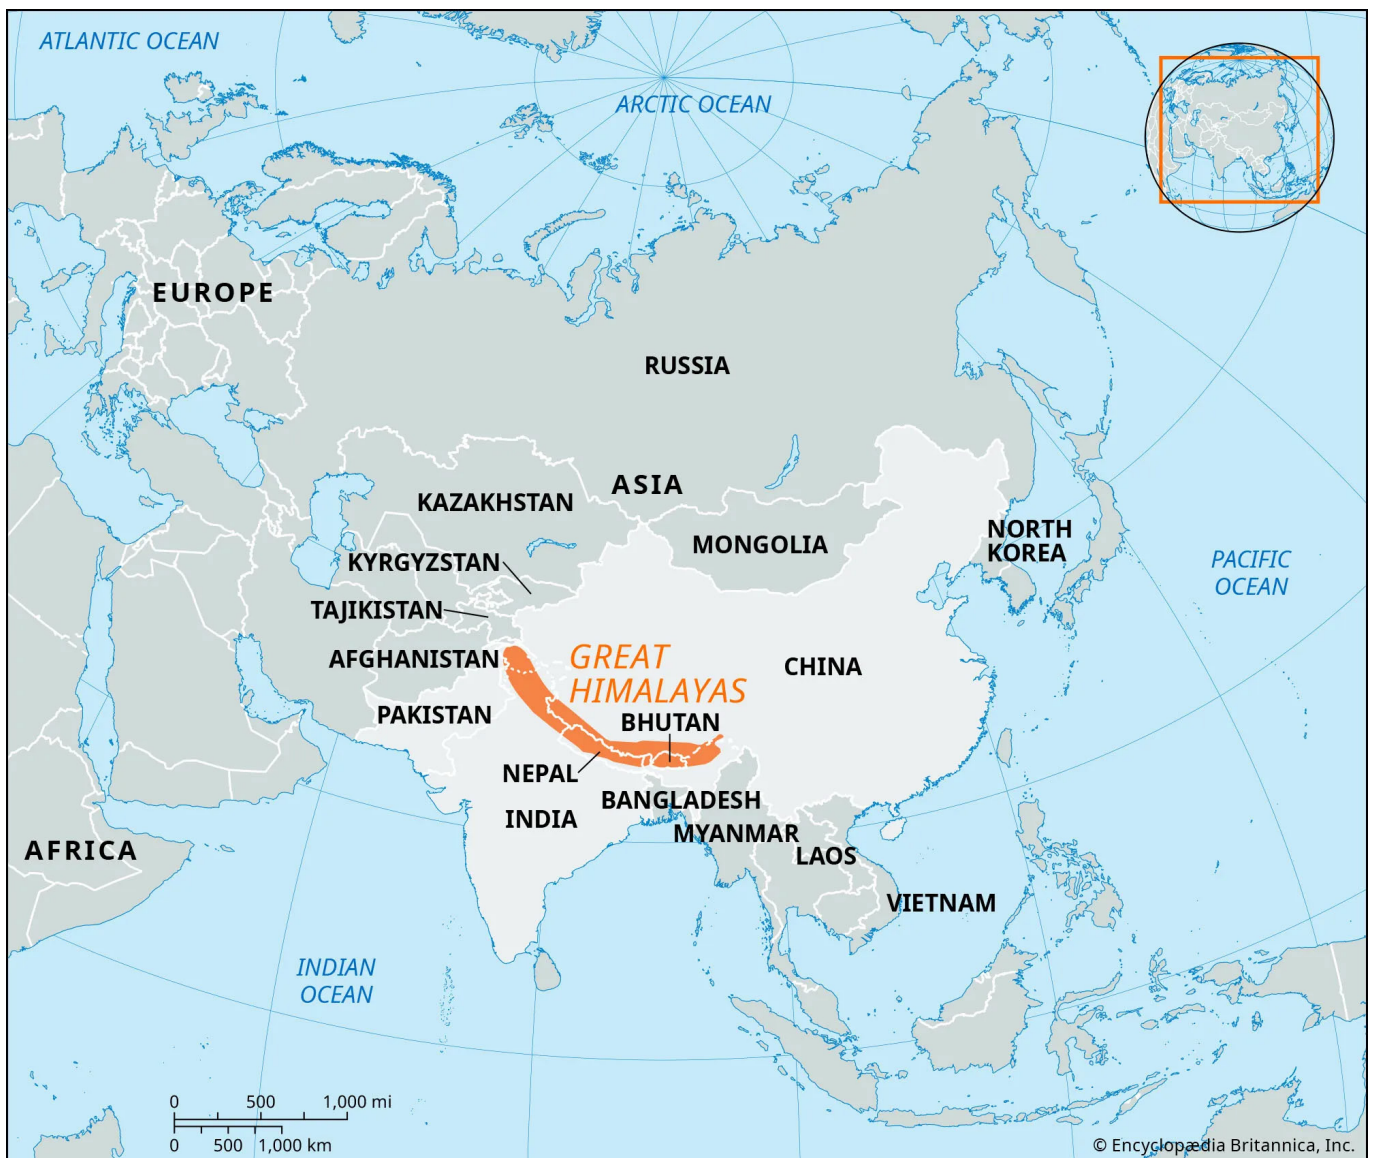 ATLANTIC OCEAN
ARCTIC OCEAN
EUROPE
RUSSIA
ASIA
KAZAKHSTAN
NORTH
KOREA
MONGOLIA
PACIFIC
OCEAN
KYRGYZSTAN
TAJIKISTAN
GREAT
HIMALAYAS
AFGHANISTAN
CHINA
PAKISTAN
BHUTAN
NEPAL
BANGLADESH
INDIA
MYANMAR
AFRICA
LAOS
VIETNAM
INDIAN
OCEAN
0 500 1,000 mi
0 500 1,000 km
© Encyclopædia Britannica, Inc.